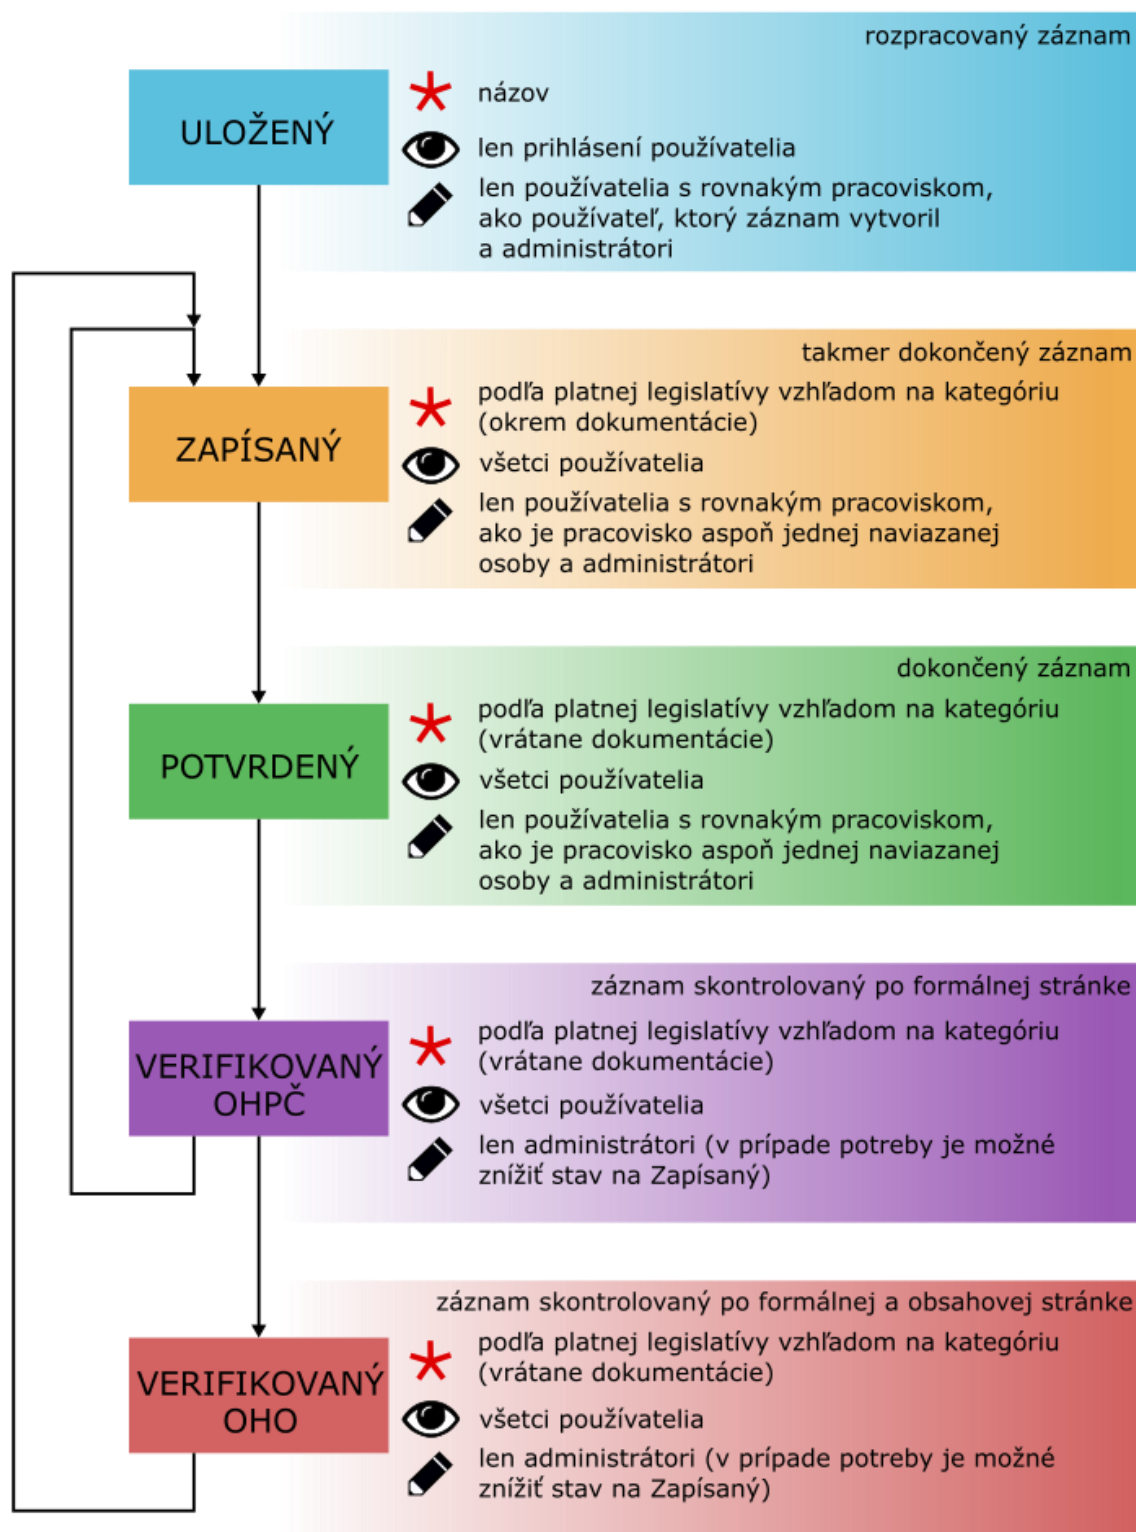 rozpracovaný záznam
ULOŽENÝ
názov
len prihlásení používatelia
len používatelia s rovnakým pracoviskom,
ako používateľ, ktorý záznam vytvoril
a administrátori
takmer dokončený záznam
ZAPÍSANÝ
podľa platnej legislatívy vzhľadom na kategóriu
(okrem dokumentácie)
všetci používatelia
len používatelia s rovnakým pracoviskom,
ako je pracovisko aspoň jednej naviazanej
osoby a administrátori
dokončený záznam
POTVRDENÝ
podľa platnej legislatívy vzhľadom na kategóriu
(vrátane dokumentácie)
všetci používatelia
len používatelia s rovnakým pracoviskom,
ako je pracovisko aspoň jednej naviazanej
osoby a administrátori
záznam skontrolovaný po formálnej stránke
VERIFIKOVANÝ
OHPČ
podľa platnej legislatívy vzhľadom na kategóriu
(vrátane dokumentácie)
všetci používatelia
len administrátori (v prípade potreby je možné
znížiť stav na Zapísaný)
záznam skontrolovaný po formálnej a obsahovej stránke
VERIFIKOVANÝ
OHO
podľa platnej legislatívy vzhľadom na kategóriu
(vrátane dokumentácie)
všetci používatelia
len administrátori (v prípade potreby je možné
znížiť stav na Zapísaný)